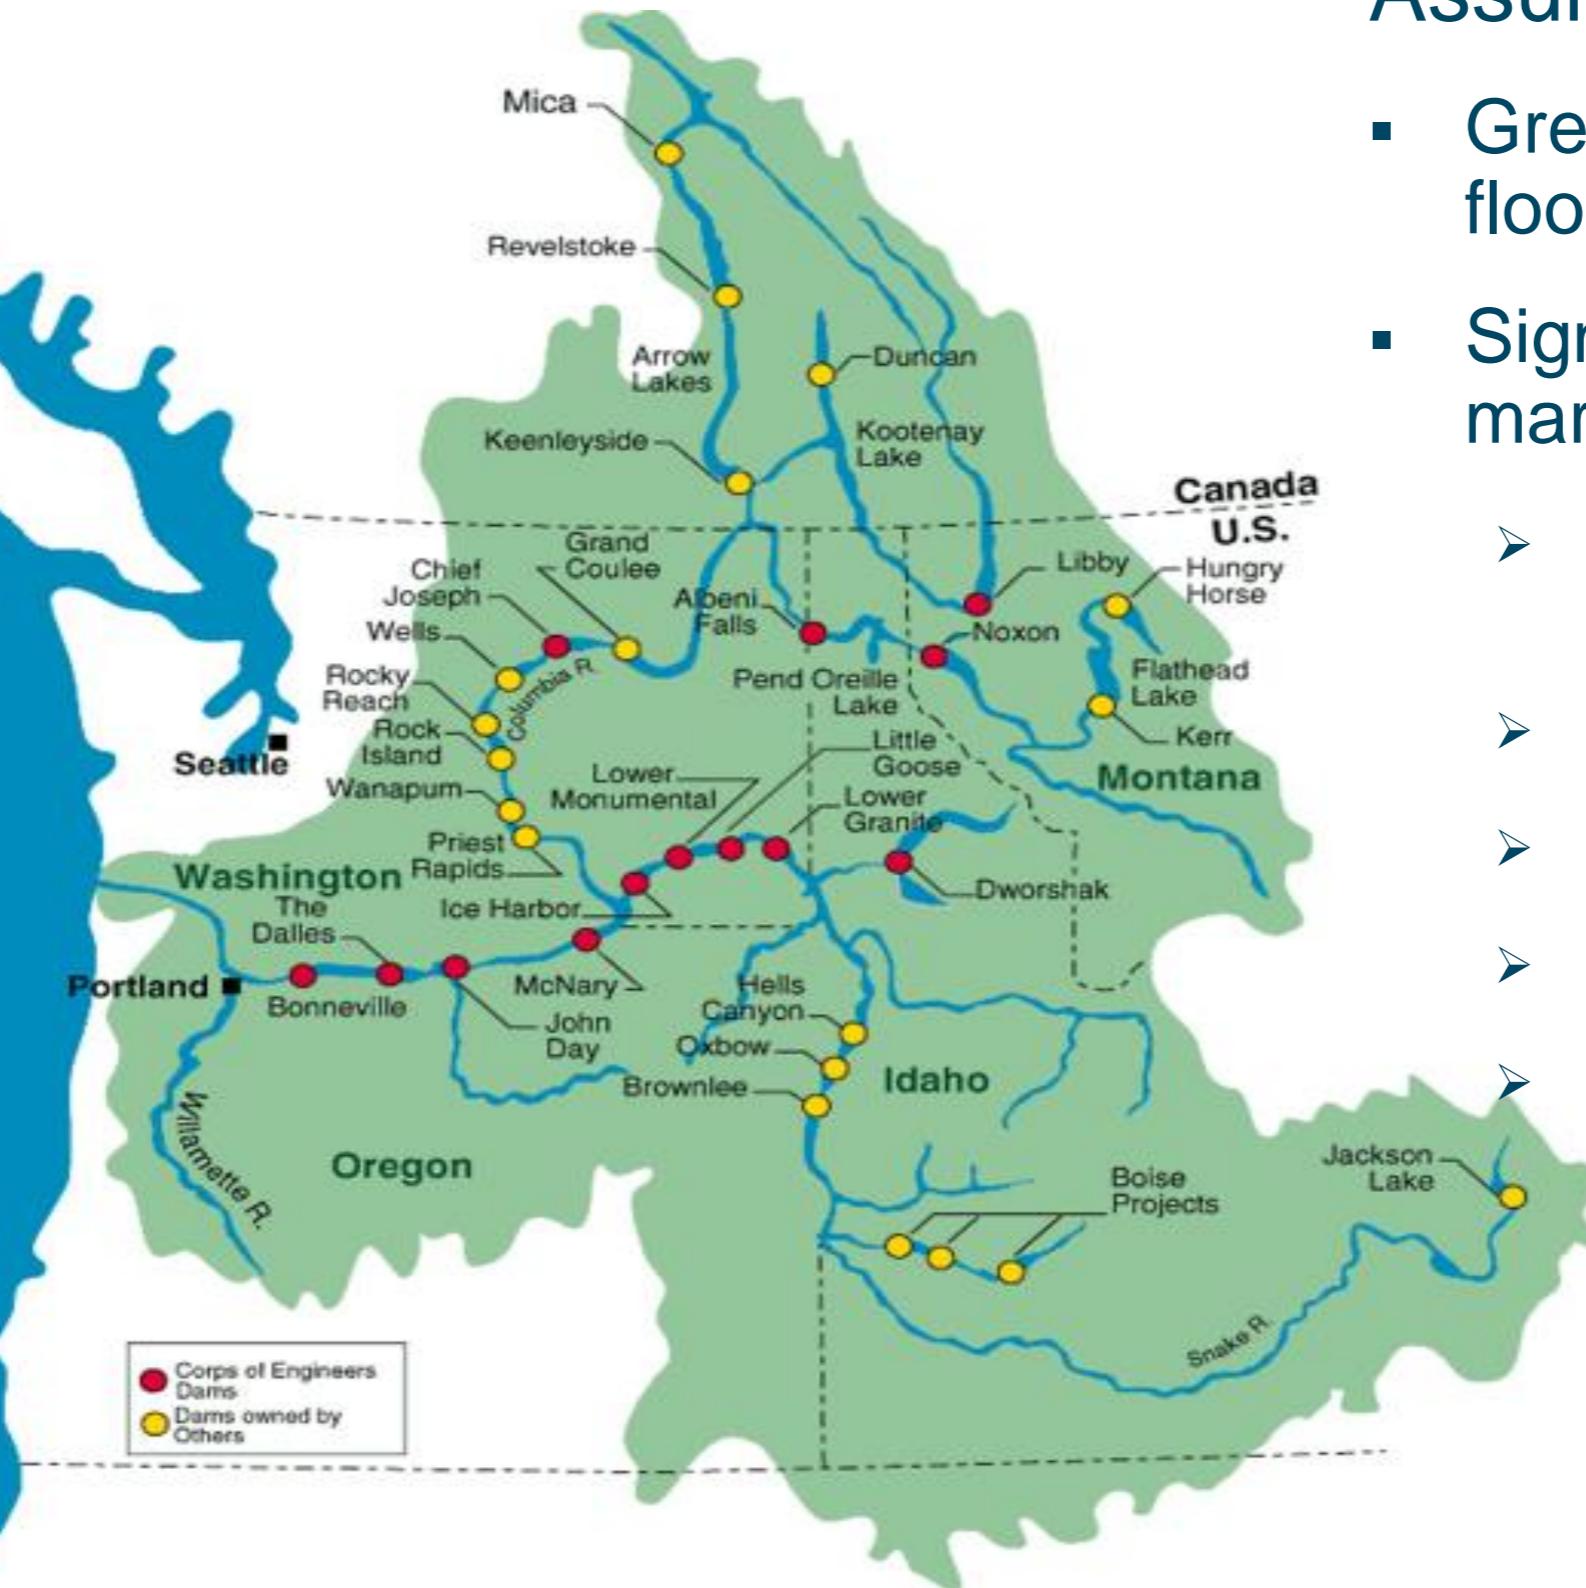 Mica
Revelstoke
Arrow
Lakes
Duncan
Keenleyside
Kootenay
Lake
Canada
U.S.
Grand
Coulee
Chief
Joseph
Wells
Rocky
Reach
Rock
Island
Wanapum
Priest
Rapids
Columbia R
Albeni
Falls
Libby
Hungry
Horse
Noxon
Pend Oreille
Lake
Flathead
Lake
Kerr
Montana
Seattle
Little
Goose
Lower
Monumental
Lower
Granite
Washington
Dworshak
Ice Harbor
The
Dalles
Portland
Bonneville
McNary
John
Day
Hells
Canyon
Oxbow
Brownlee
Idaho
Willamette R.
Oregon
Boise
Projects
Jackson
Lake
Snake R.
Corps of Engineers
Dams
Dams owned by
Others
▪ Gre
floo